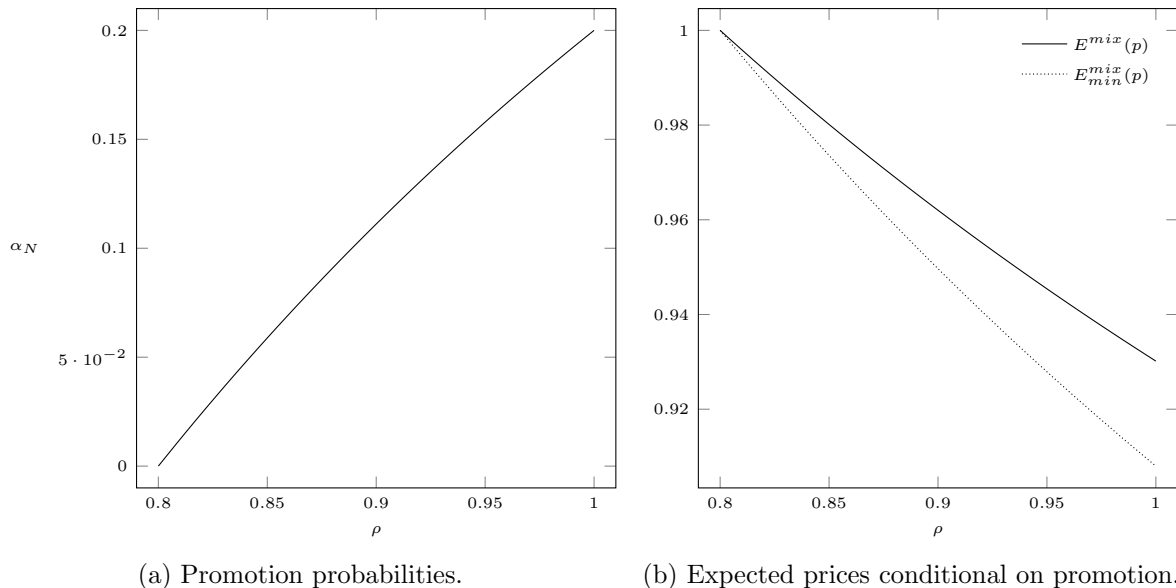 0.2
0.15
0.1
5 · 10⁻²
0
α_N
0.8
0.85
0.9
0.95
1
ρ
(a) Promotion probabilities.
1
0.98
0.96
0.94
0.92
E^{mix}(p)
E^{mix}_{min}(p)
0.8
0.85
0.9
0.95
1
ρ
(b) Expected prices conditional on promotion.